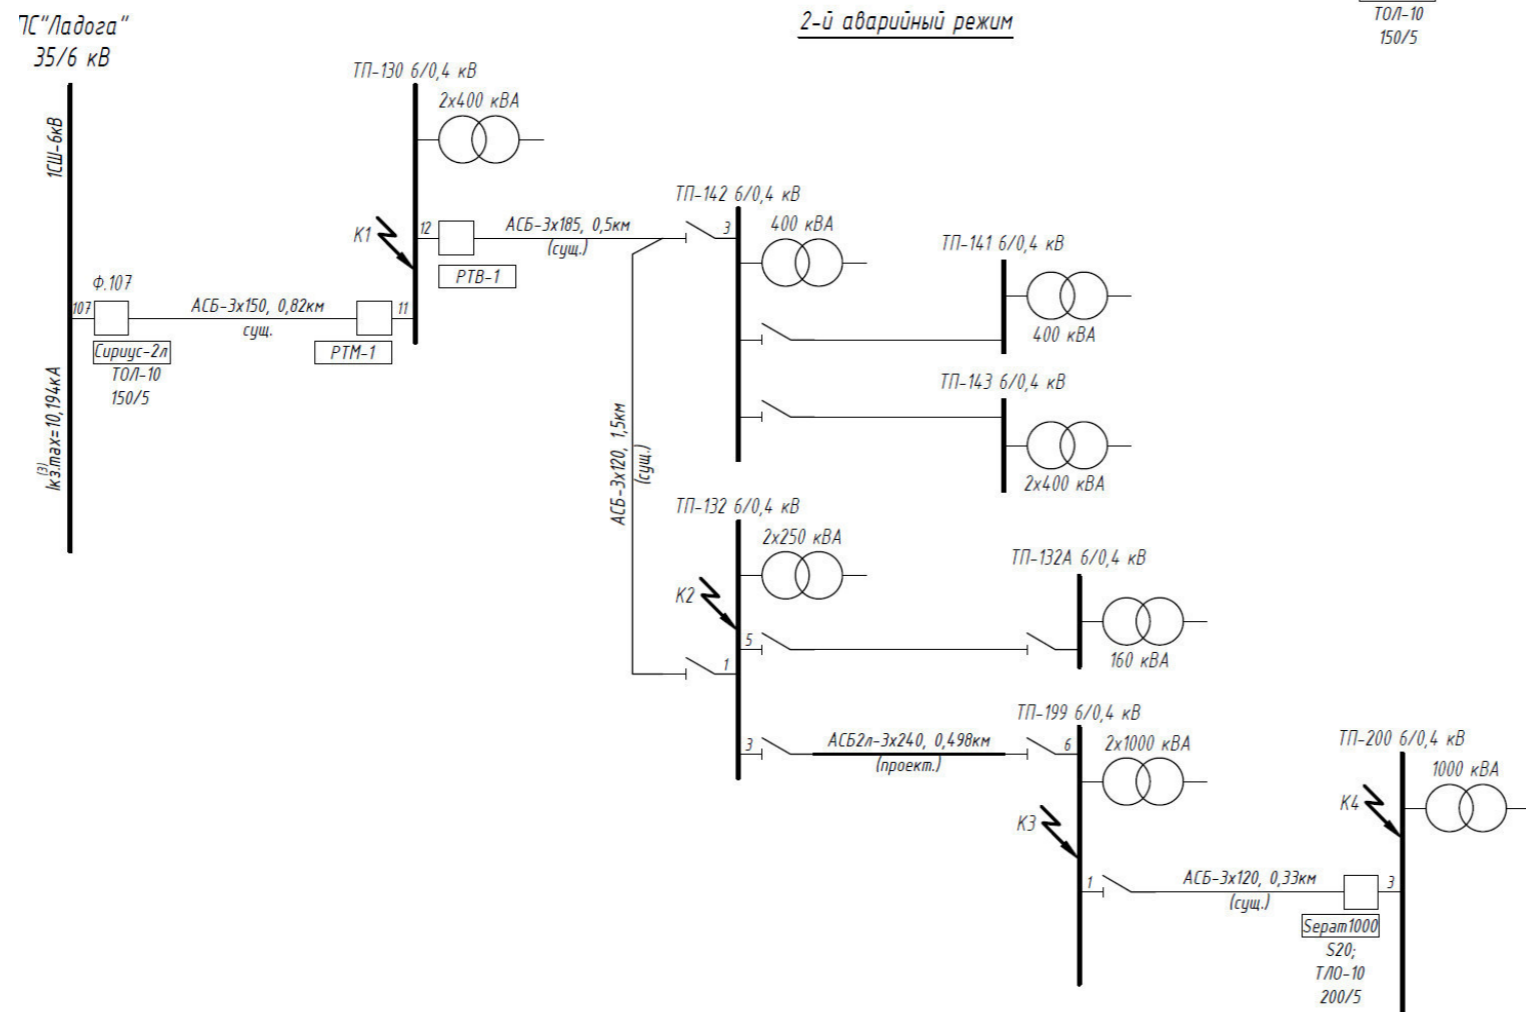 ПС"Ладога"
35/6 кВ
2-й аварийный режим
ТОЛ-10
150/5
1СШ-6кВ
Iкз.max=10,194кА
(3)
ТП-130 6/0,4 кВ
2х400 кВА
К1
12
РТВ-1
АСБ-3х185, 0,5км
(сущ.)
Ф.107
107
Сириус-2л
ТОЛ-10
150/5
АСБ-3х150, 0,82км
сущ.
11
РТМ-1
ТП-142 6/0,4 кВ
3
400 кВА
ТП-141 6/0,4 кВ
400 кВА
ТП-143 6/0,4 кВ
2х400 кВА
АСБ-3х120, 1,5км
(сущ.)
ТП-132 6/0,4 кВ
2х250 кВА
К2
5
1
3
ТП-132А 6/0,4 кВ
160 кВА
АСБ2л-3х240, 0,498км
(проект.)
ТП-199 6/0,4 кВ
6
2х1000 кВА
К3
1
АСБ-3х120, 0,33км
(сущ.)
ТП-200 6/0,4 кВ
1000 кВА
К4
3
Sepam1000
S20;
ТЛО-10
200/5